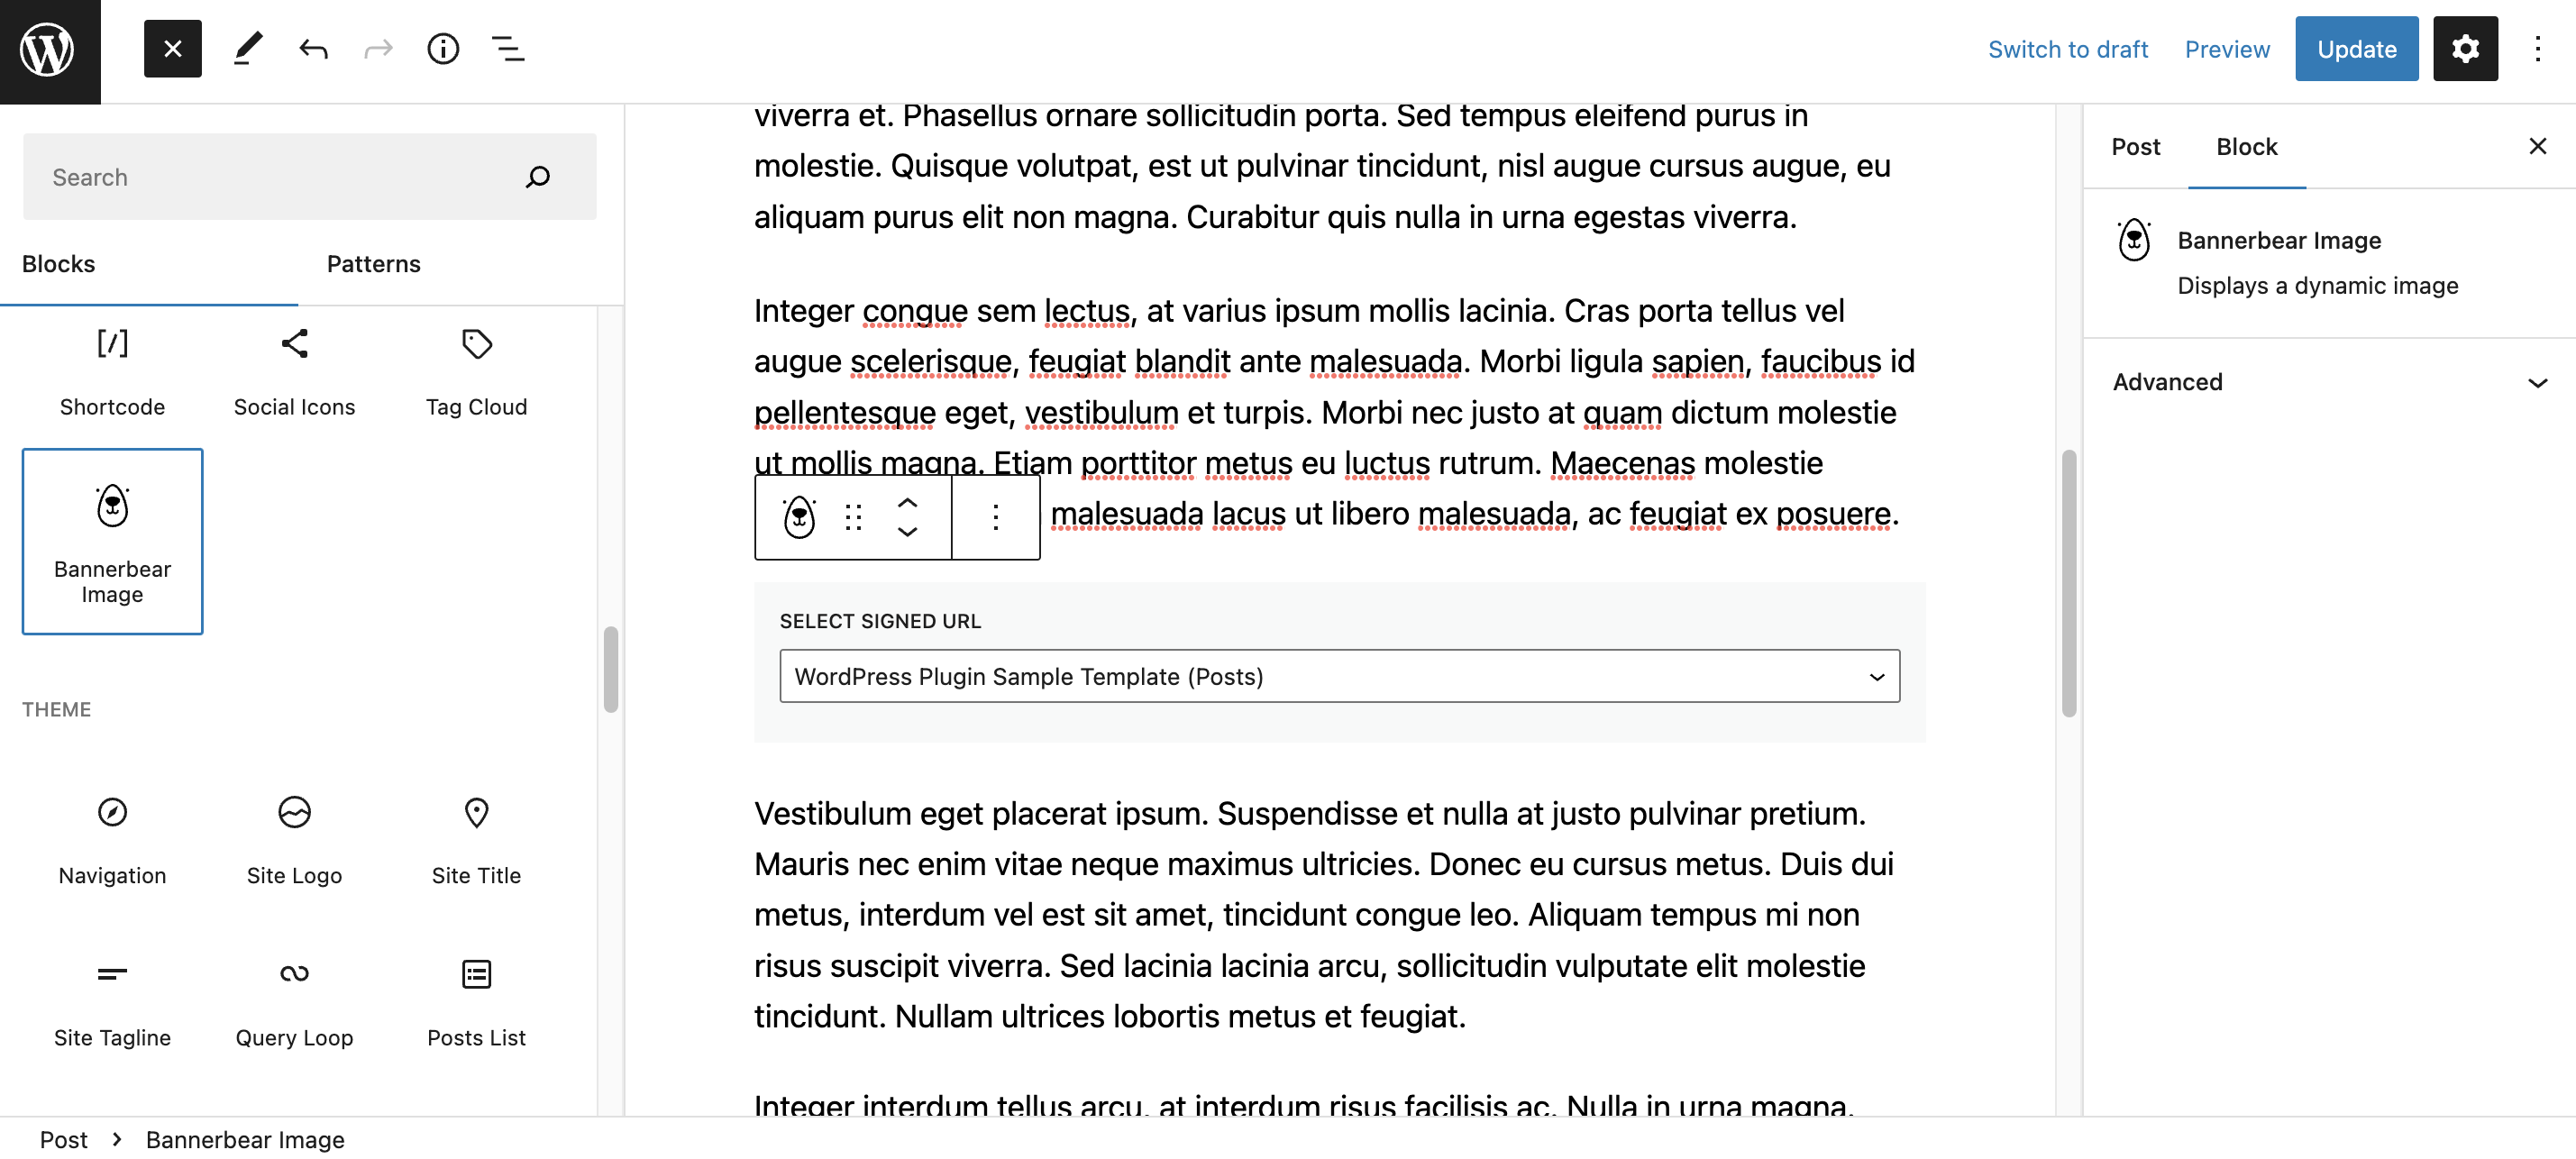 Switch to draft
Preview
Update
Search
Blocks
Patterns
Shortcode
Social Icons
Tag Cloud
Bannerbear
Image
THEME
Navigation
Site Logo
Site Title
Site Tagline
Query Loop
Posts List
viverra et. Phasellus ornare sollicitudin porta. Sed tempus eleifend purus in
molestie. Quisque volutpat, est ut pulvinar tincidunt, nisl augue cursus augue, eu
aliquam purus elit non magna. Curabitur quis nulla in urna egestas viverra.
Integer congue sem lectus, at varius ipsum mollis lacinia. Cras porta tellus vel
augue scelerisque, feugiat blandit ante malesuada. Morbi ligula sapien, faucibus id
pellentesque eget, vestibulum et turpis. Morbi nec justo at quam dictum molestie
ut mollis magna. Etiam porttitor metus eu luctus rutrum. Maecenas molestie
malesuada lacus ut libero malesuada, ac feugiat ex posuere.
SELECT SIGNED URL
WordPress Plugin Sample Template (Posts)
Vestibulum eget placerat ipsum. Suspendisse et nulla at justo pulvinar pretium.
Mauris nec enim vitae neque maximus ultricies. Donec eu cursus metus. Duis dui
metus, interdum vel est sit amet, tincidunt congue leo. Aliquam tempus mi non
risus suscipit viverra. Sed lacinia lacinia arcu, sollicitudin vulputate elit molestie
tincidunt. Nullam ultrices lobortis metus et feugiat.
Integer interdum tellus arcu, at interdum risus facilisis ac. Nulla in urna magna.
Post
Block
Bannerbear Image
Displays a dynamic image
Advanced
Post
Bannerbear Image